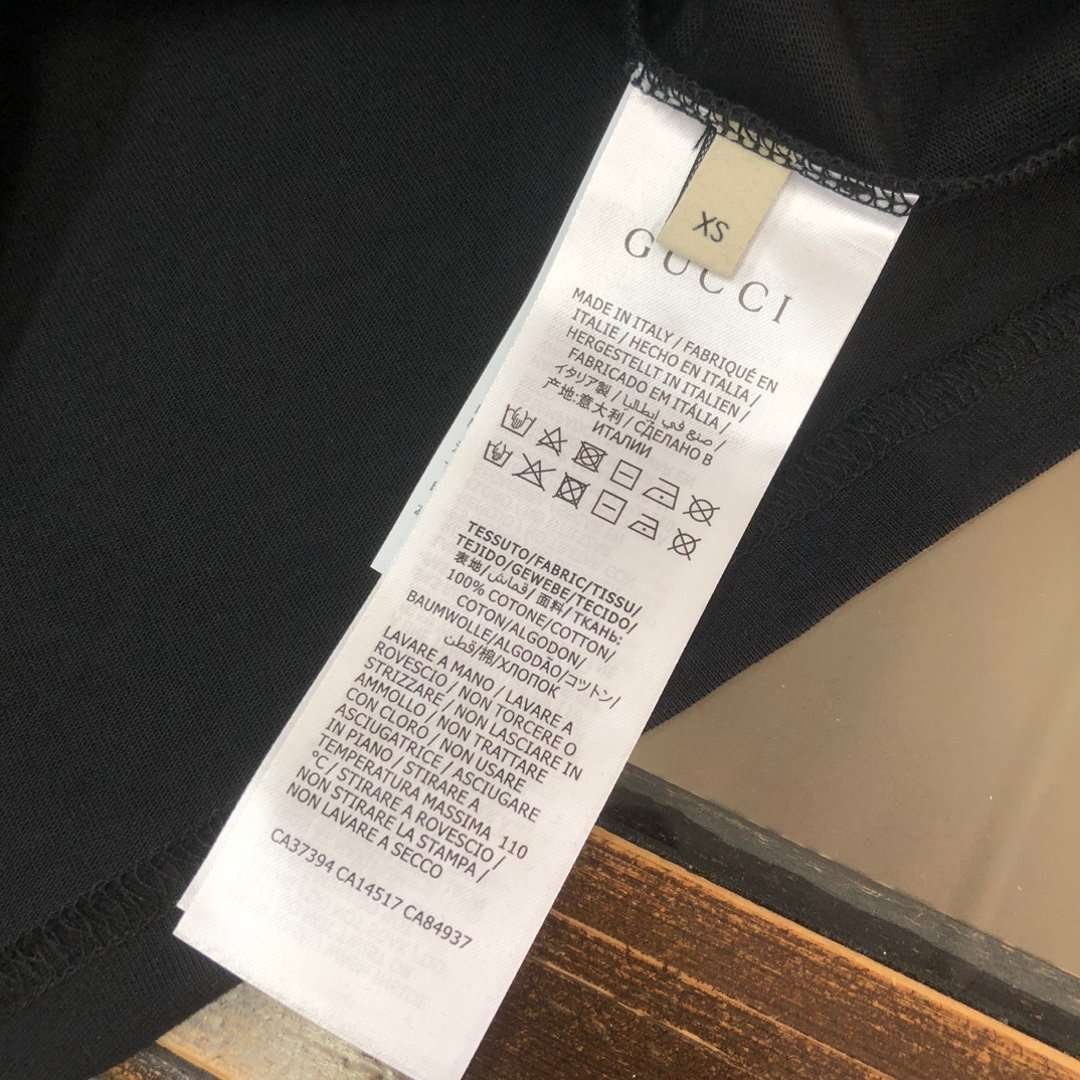 XS
GUCCI
MADE IN ITALY / FABRIQUÉ EN
ITALIE / HECHO EN ITALIA /
HERGESTELLT IN ITALIEN /
FABRICADO EM ITÁLIA /
イタリア製 / صنع في إيطاليا /
产地:意大利 / СДЕЛАНО В
ИТАЛИИ
TESSUTO/FABRIC/TISSU/
TEJIDO/GEWEBE/TECIDO/
表地/قماش/面料/ТКАНЬ:
100% COTONE/COTTON/
COTON/ALGODON/
BAUMWOLLE/ALGODÃO/コットン/
قطن/棉/ХЛОПОК
LAVARE A MANO / LAVARE A
ROVESCIO / NON TORCERE O
STRIZZARE / NON LASCIARE IN
AMMOLLO / NON TRATTARE
CON CLORO / NON USARE
ASCIUGATRICE / ASCIUGARE
IN PIANO / STIRARE A
TEMPERATURA MASSIMA 110
°C / STIRARE A ROVESCIO /
NON STIRARE LA STAMPA /
NON LAVARE A SECCO
CA37394 CA14517 CA84937